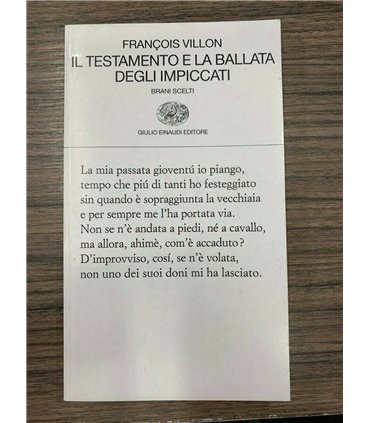 FRANÇOIS VILLON
IL TESTAMENTO E LA BALLATA
DEGLI IMPICCATI
BRANI SCELTI
GIULIO EINAUDI EDITORE
La mia passata gioventú io piango,
tempo che piú di tanti ho festeggiato
sin quando è sopraggiunta la vecchiaia
e per sempre me l'ha portata via.
Non se n'è andata a piedi, né a cavallo,
ma allora, ahimè, com'è accaduto?
D'improvviso, cosí, se n'è volata,
non uno dei suoi doni mi ha lasciato.